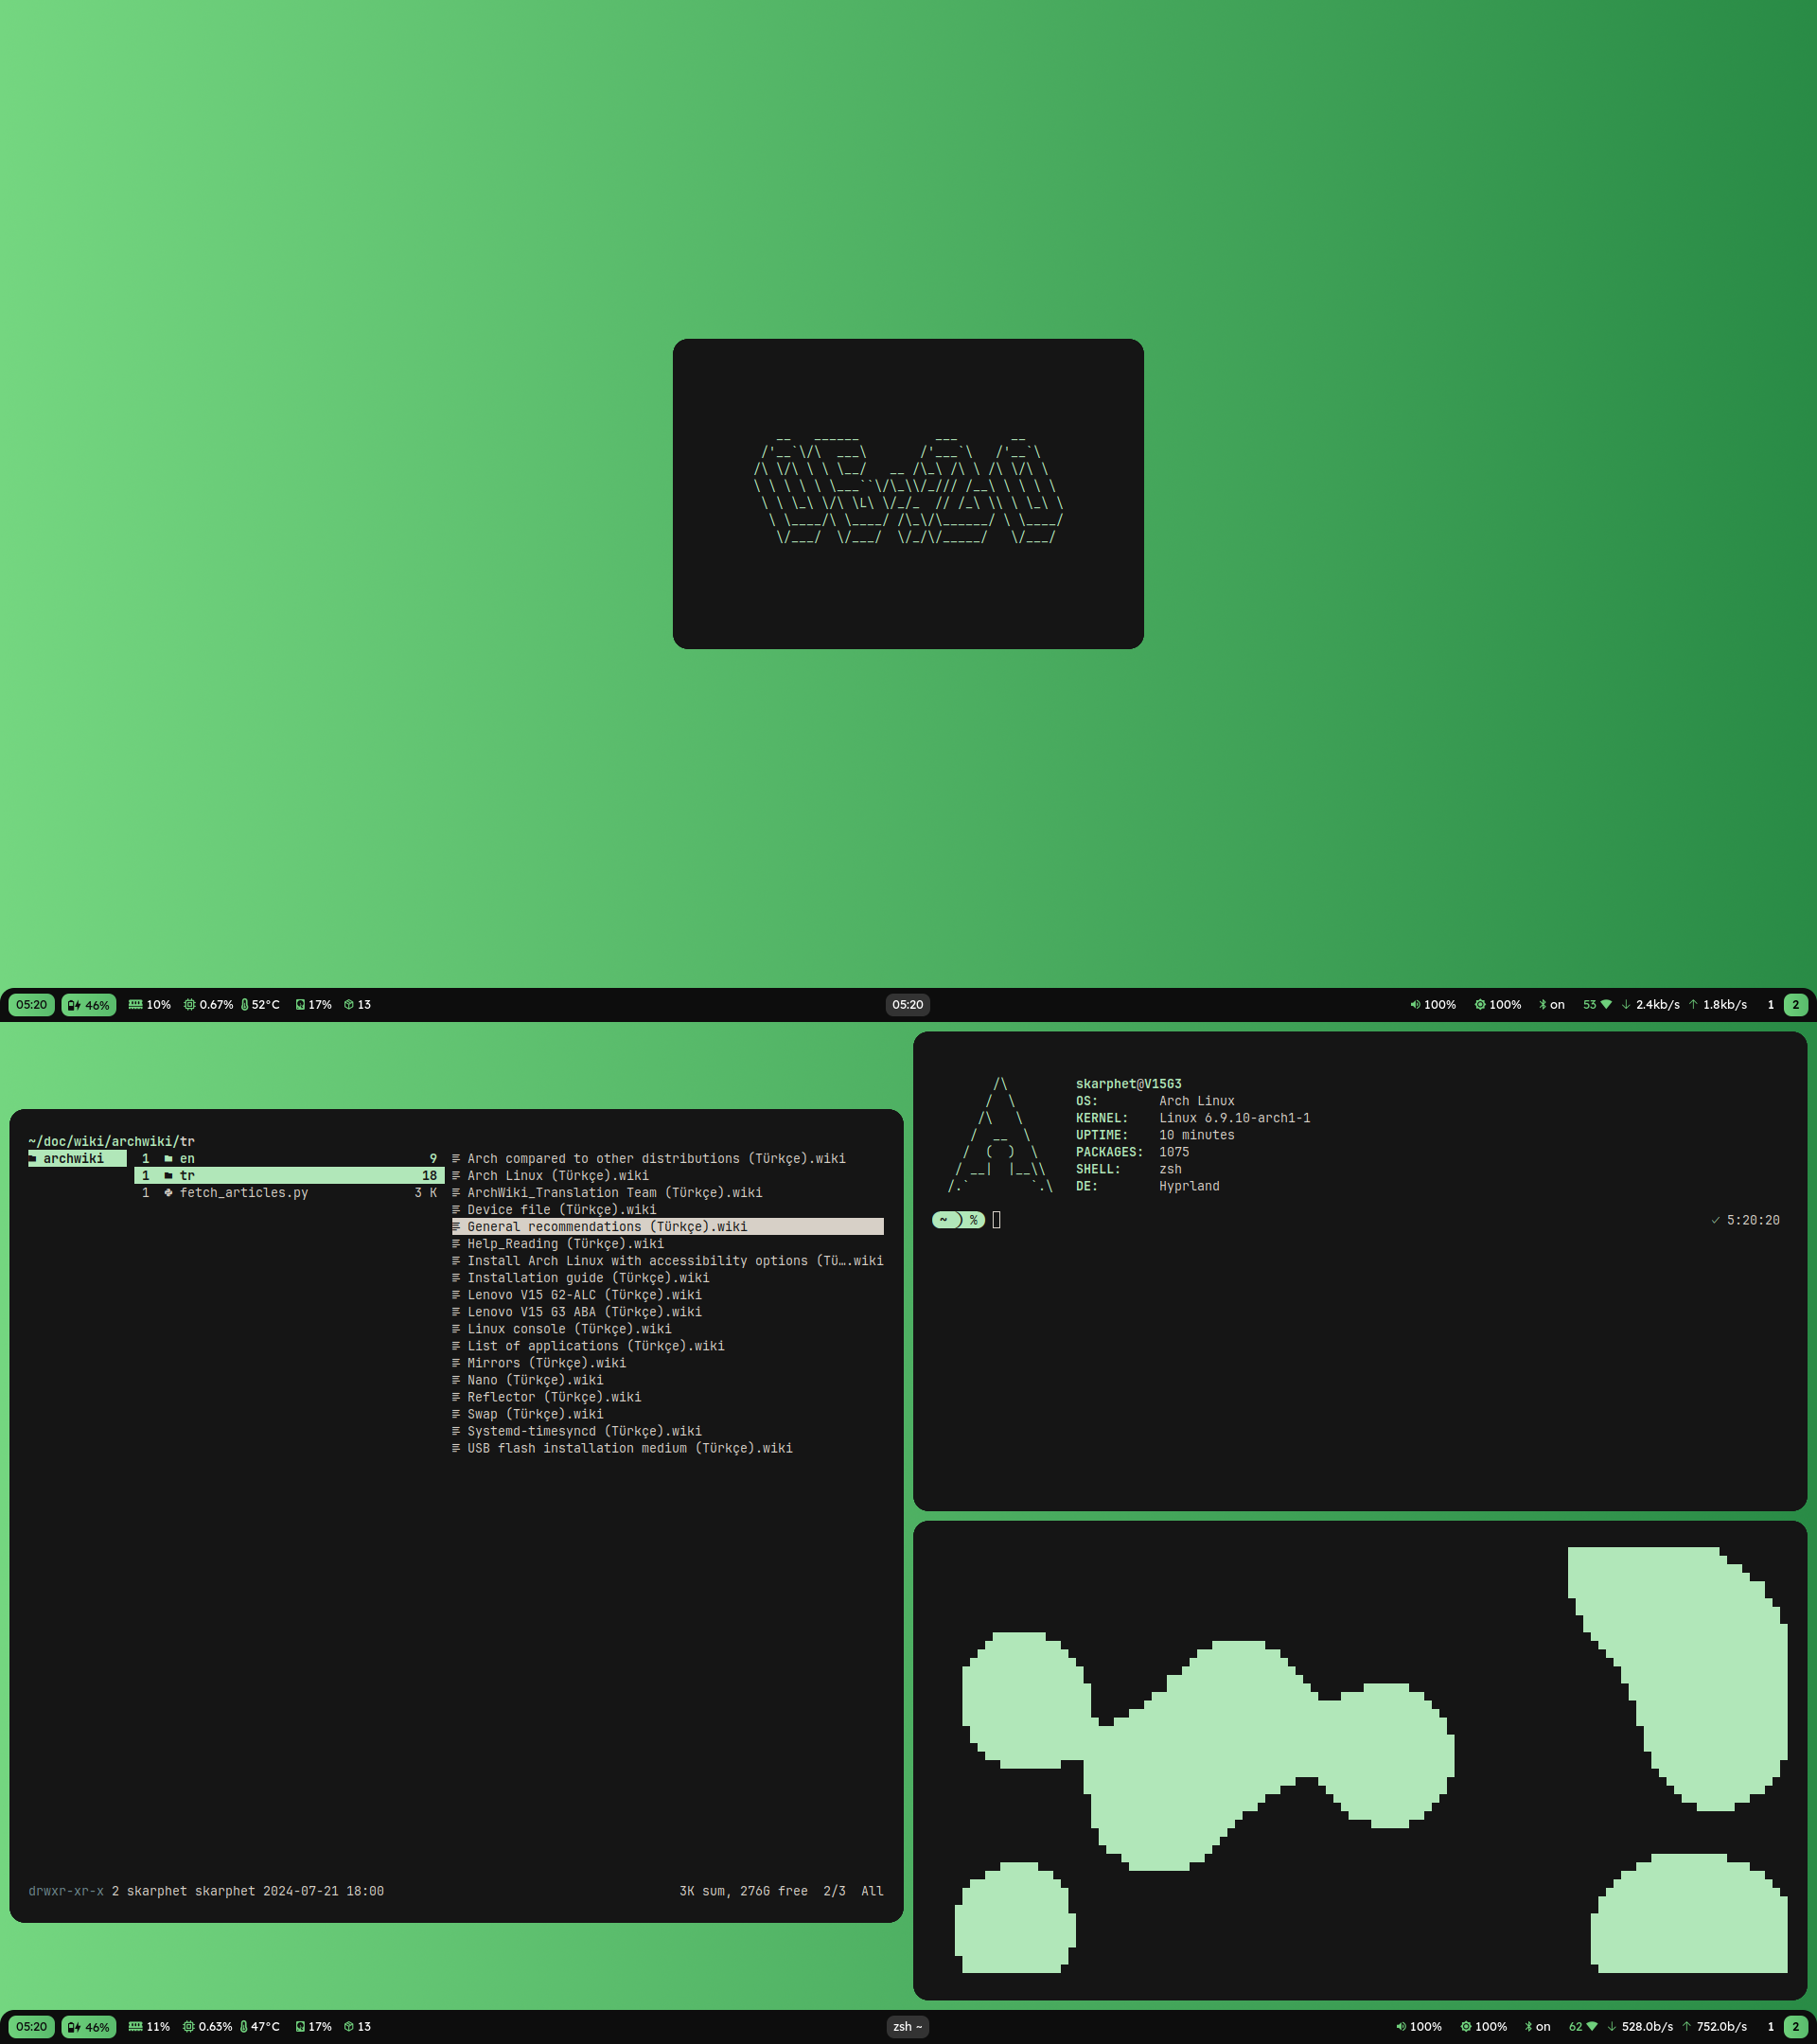 05:20
05:20 46% 10% 0.67% 52°C 17% 13 05:20 100% 100% on 53 ↓ 2.4kb/s ↑ 1.8kb/s 1 2
~/doc/wiki/archwiki/tr
archwiki
1 en 9
1 tr 18
1 fetch_articles.py 3 K
Arch compared to other distributions (Türkçe).wiki
Arch Linux (Türkçe).wiki
ArchWiki_Translation Team (Türkçe).wiki
Device file (Türkçe).wiki
General recommendations (Türkçe).wiki
Help_Reading (Türkçe).wiki
Install Arch Linux with accessibility options (Tü….wiki
Installation guide (Türkçe).wiki
Lenovo V15 G2-ALC (Türkçe).wiki
Lenovo V15 G3 ABA (Türkçe).wiki
Linux console (Türkçe).wiki
List of applications (Türkçe).wiki
Mirrors (Türkçe).wiki
Nano (Türkçe).wiki
Reflector (Türkçe).wiki
Swap (Türkçe).wiki
Systemd-timesyncd (Türkçe).wiki
USB flash installation medium (Türkçe).wiki
drwxr-xr-x 2 skarphet skarphet 2024-07-21 18:00 3K sum, 276G free 2/3 All
skarphet@V15G3
OS: Arch Linux
KERNEL: Linux 6.9.10-arch1-1
UPTIME: 10 minutes
PACKAGES: 1075
SHELL: zsh
DE: Hyprland
~ ) % ✓ 5:20:20
05:20 46% 11% 0.63% 47°C 17% 13 zsh ~ 100% 100% on 62 ↓ 528.0b/s ↑ 752.0b/s 1 2